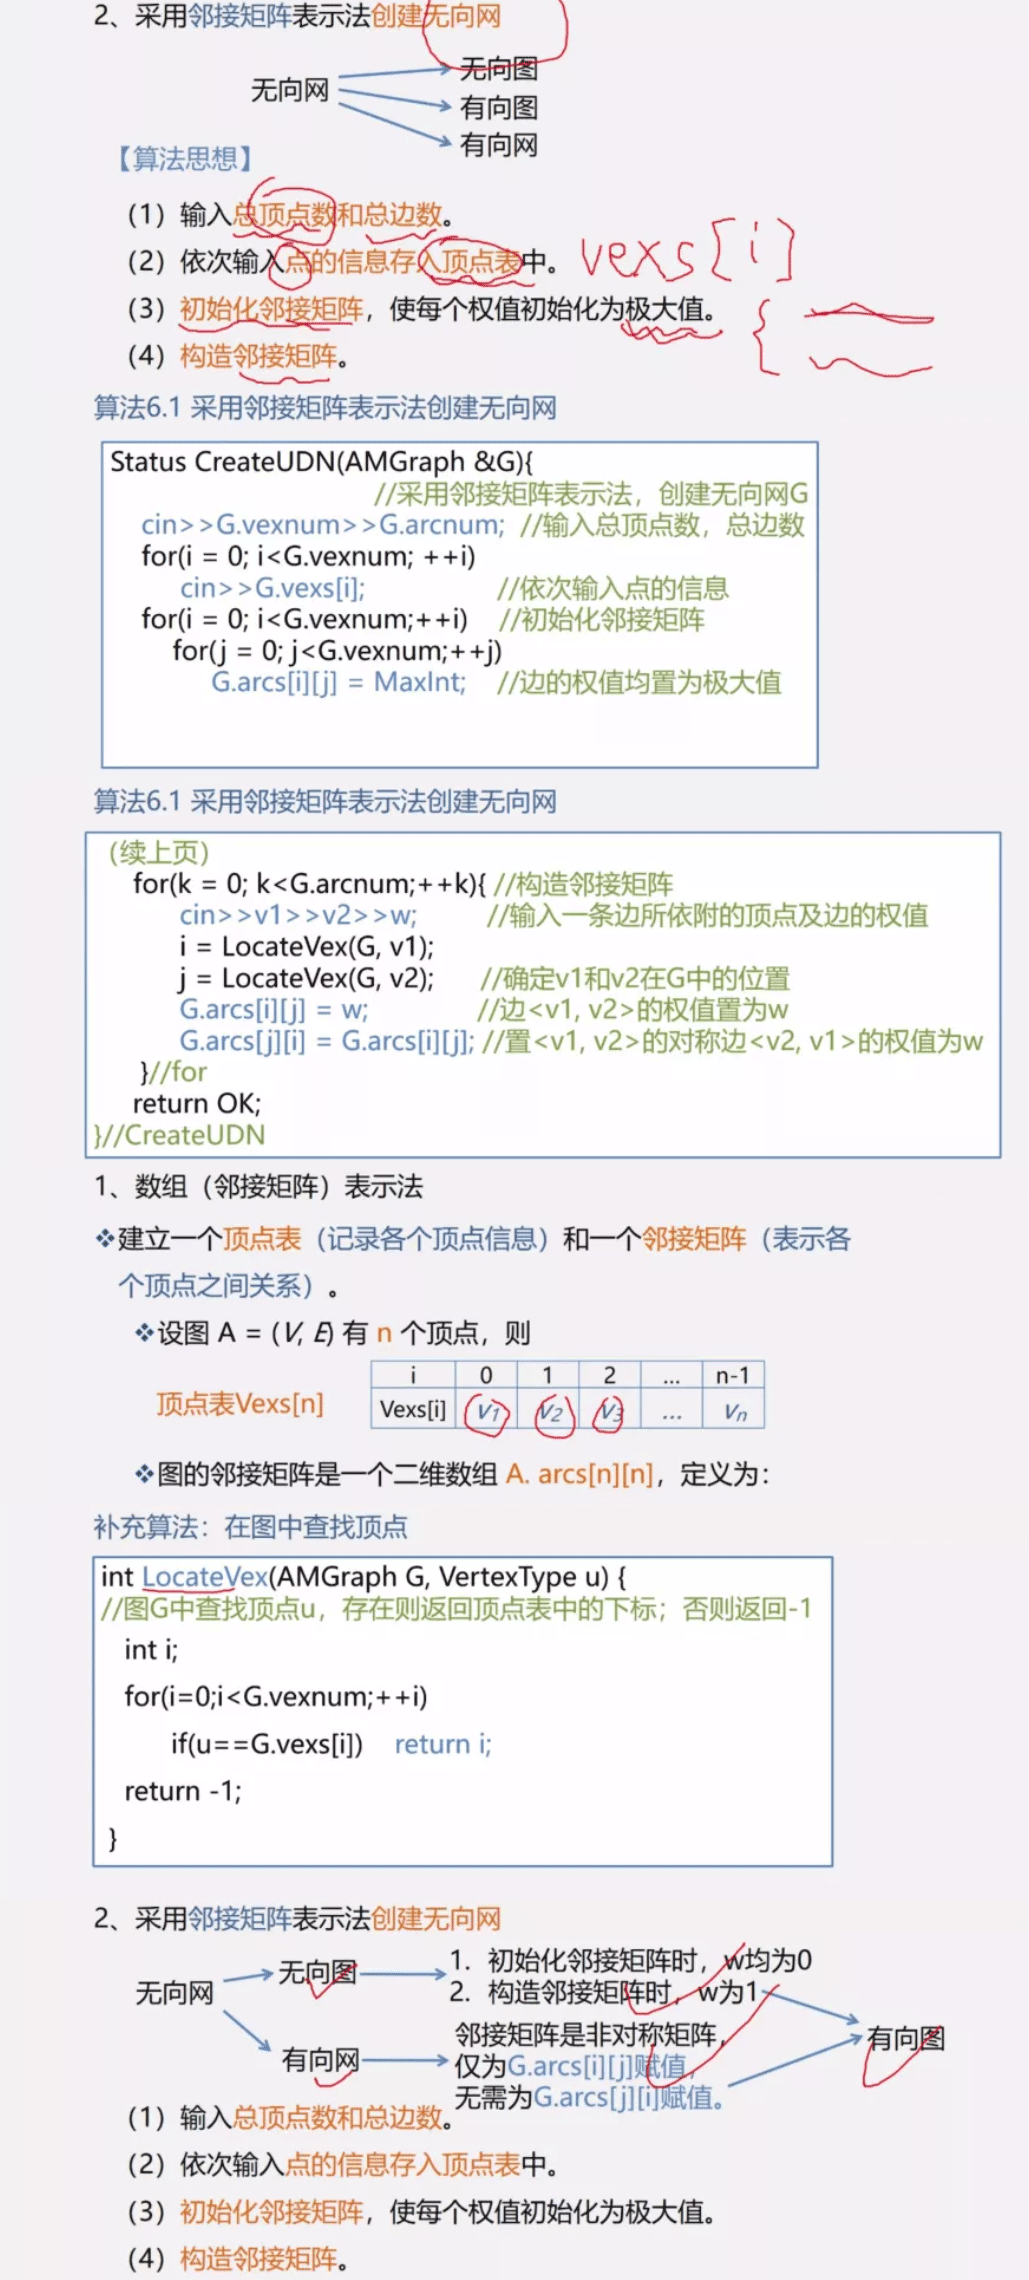 2、采用邻接矩阵表示法创建无向网
无向图
无向网
有向图
有向网
【算法思想】
（1）输入总顶点数和总边数。
（2）依次输入点的信息存入顶点表中。 vexs[i]
（3）初始化邻接矩阵，使每个权值初始化为极大值。
（4）构造邻接矩阵。
算法6.1 采用邻接矩阵表示法创建无向网
Status CreateUDN(AMGraph &G){
//采用邻接矩阵表示法，创建无向网G
cin>>G.vexnum>>G.arcnum; //输入总顶点数，总边数
for(i = 0; i<G.vexnum; ++i)
cin>>G.vexs[i]; //依次输入点的信息
for(i = 0; i<G.vexnum;++i) //初始化邻接矩阵
for(j = 0; j<G.vexnum;++j)
G.arcs[i][j] = MaxInt; //边的权值均置为极大值
算法6.1 采用邻接矩阵表示法创建无向网
（续上页）
for(k = 0; k<G.arcnum;++k){ //构造邻接矩阵
cin>>v1>>v2>>w; //输入一条边所依附的顶点及边的权值
i = LocateVex(G, v1);
j = LocateVex(G, v2); //确定v1和v2在G中的位置
G.arcs[i][j] = w; //边<v1, v2>的权值置为w
G.arcs[j][i] = G.arcs[i][j]; //置<v1, v2>的对称边<v2, v1>的权值为w
}//for
return OK;
}//CreateUDN
1、数组（邻接矩阵）表示法
❖建立一个顶点表（记录各个顶点信息）和一个邻接矩阵（表示各
个顶点之间关系）。
❖设图 A = (V, E) 有 n 个顶点，则
i 0 1 2 ... n-1
顶点表Vexs[n]
Vexs[i] V1 V2 V3 ... Vn
❖图的邻接矩阵是一个二维数组 A. arcs[n][n]，定义为：
补充算法：在图中查找顶点
int LocateVex(AMGraph G, VertexType u) {
//图G中查找顶点u，存在则返回顶点表中的下标；否则返回-1
int i;
for(i=0;i<G.vexnum;++i)
if(u==G.vexs[i]) return i;
return -1;
}
2、采用邻接矩阵表示法创建无向网
无向网
无向图
1. 初始化邻接矩阵时，w均为0
2. 构造邻接矩阵时，w为1
有向网
邻接矩阵是非对称矩阵，
仅为G.arcs[i][j]赋值，
无需为G.arcs[j][i]赋值。
有向图
（1）输入总顶点数和总边数。
（2）依次输入点的信息存入顶点表中。
（3）初始化邻接矩阵，使每个权值初始化为极大值。
（4）构造邻接矩阵。